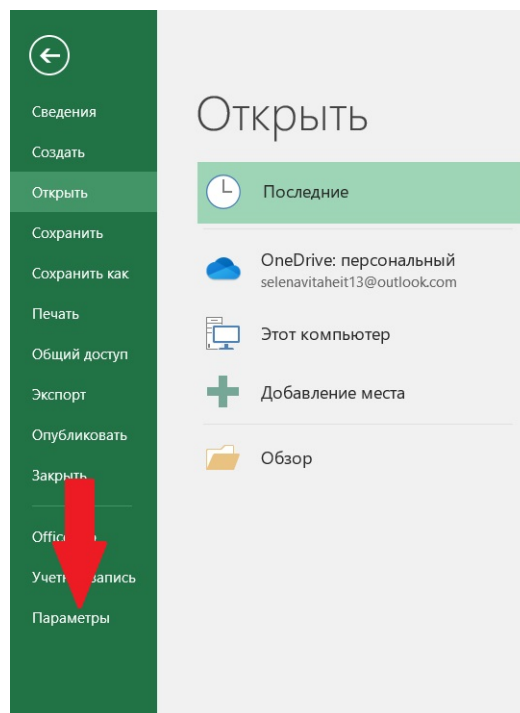 Сведения
Создать
Открыть
Сохранить
Сохранить как
Печать
Общий доступ
Экспорт
Опубликовать
Закрыть
Параметры
Открыть
Последние
OneDrive: персональный
selenavitaheit13@outlook.com
Этот компьютер
Добавление места
Обзор